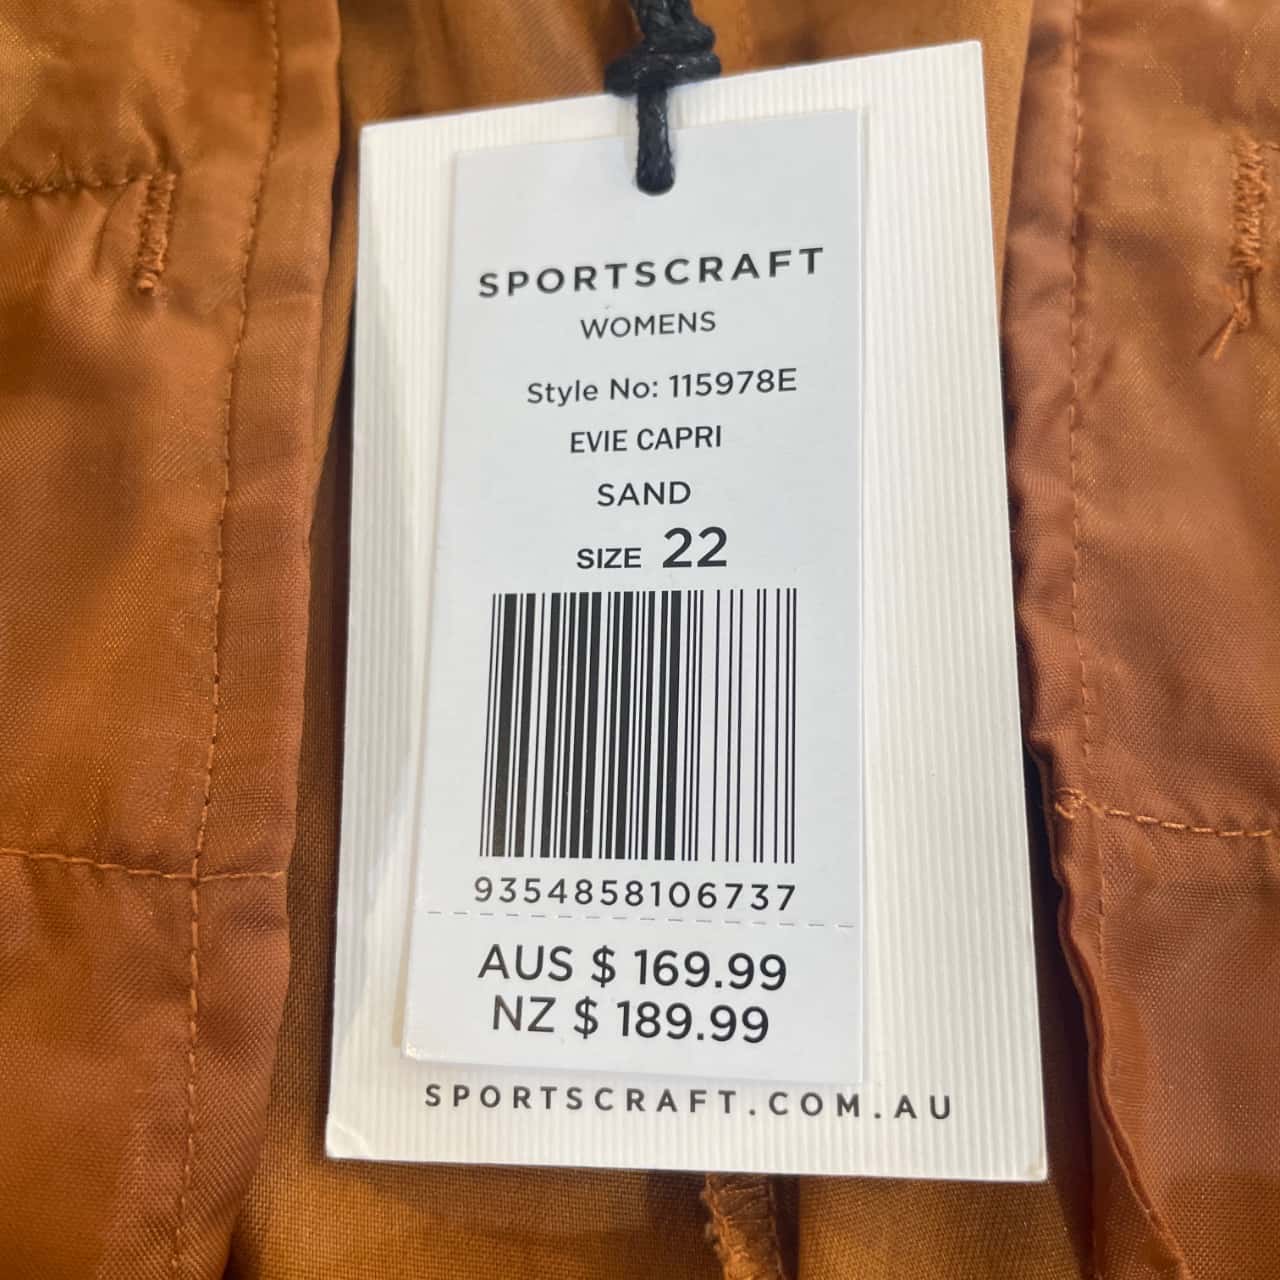 SPORTSCRAFT
WOMENS
Style No: 115978E
EVIE CAPRI
SAND
SIZE 22
9354858106737
AUS $ 169.99
NZ $ 189.99
SPORTSCRAFT.COM.AU